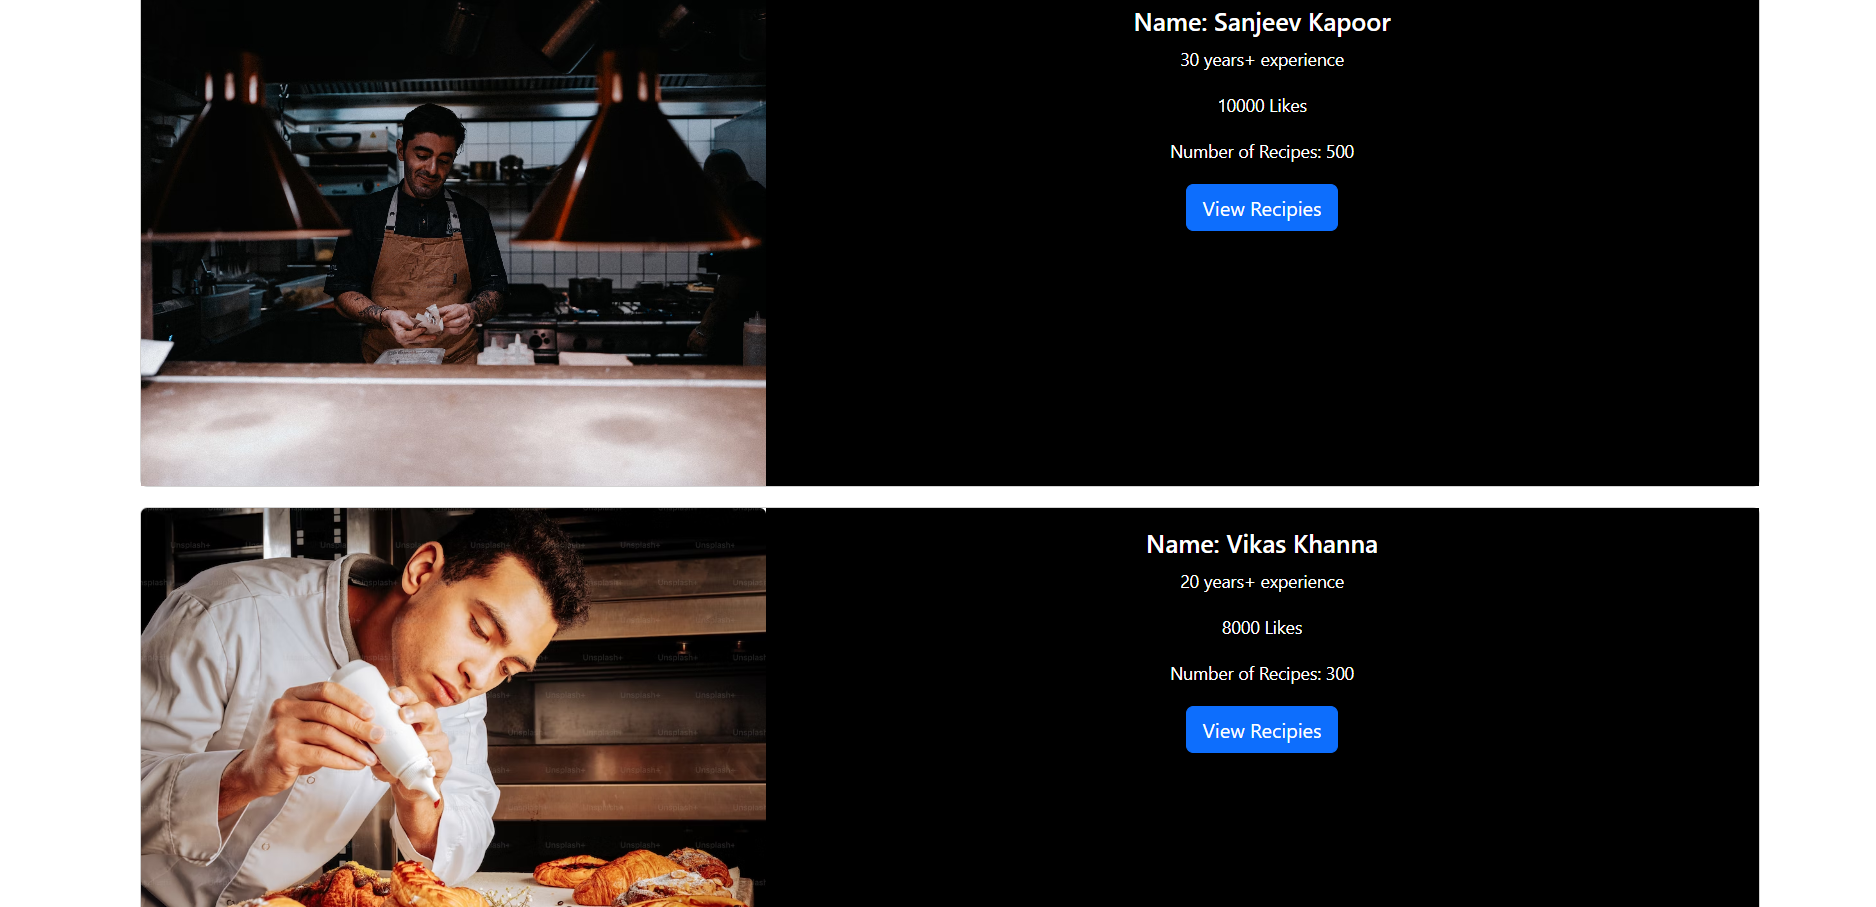 Name: Sanjeev Kapoor
30 years+ experience
10000 Likes
Number of Recipes: 500
View Recipies
Name: Vikas Khanna
20 years+ experience
8000 Likes
Number of Recipes: 300
View Recipies
Unsplash+